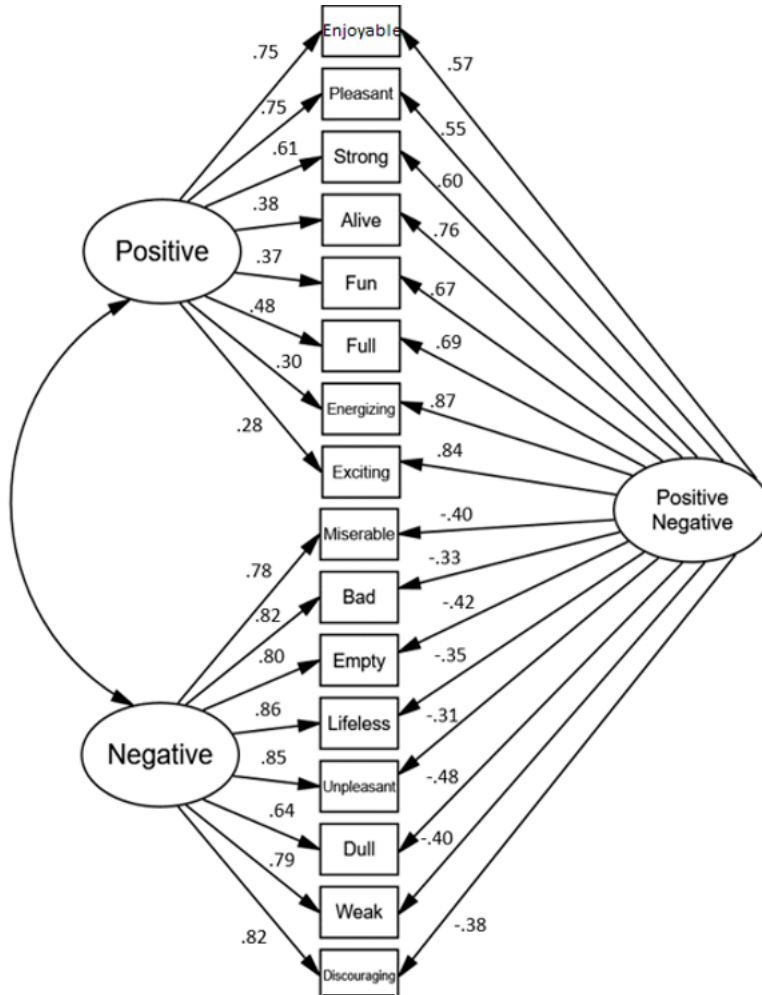 Enjoyable
.75
.57
Pleasant
.75
.55
Strong
.61
.60
Alive
.38
.76
Positive
Fun
.37
.67
Full
.48
.69
Energizing
.30
.87
Exciting
.28
.84
Positive
Negative
Miserable
-.40
.78
Bad
-.33
.82
Empty
-.42
.80
Lifeless
-.35
.86
Negative
Unpleasant
-.31
.85
Dull
-.48
.64
Weak
-.40
.79
Discouraging
-.38
.82